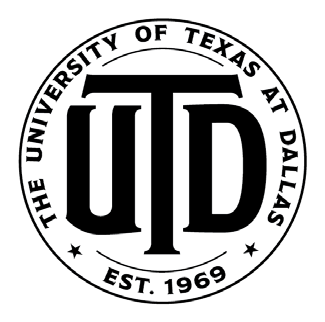 THE UNIVERSITY OF TEXAS AT DALLAS
UTD
EST. 1969